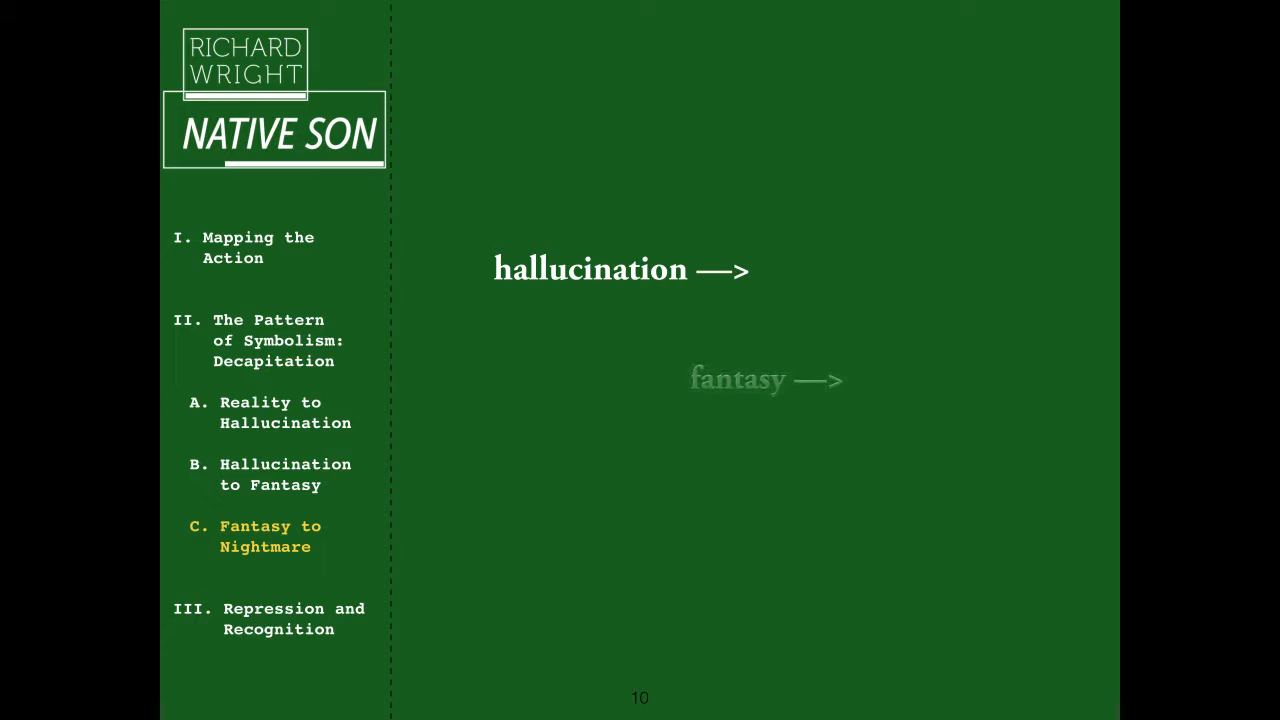 RICHARD
WRIGHT
NATIVE SON
I. Mapping the
Action
II. The Pattern
of Symbolism:
Decapitation
A. Reality to
Hallucination
B. Hallucination
to Fantasy
C. Fantasy to
Nightmare
III. Repression and
Recognition
hallucination —>
fantasy —>
10